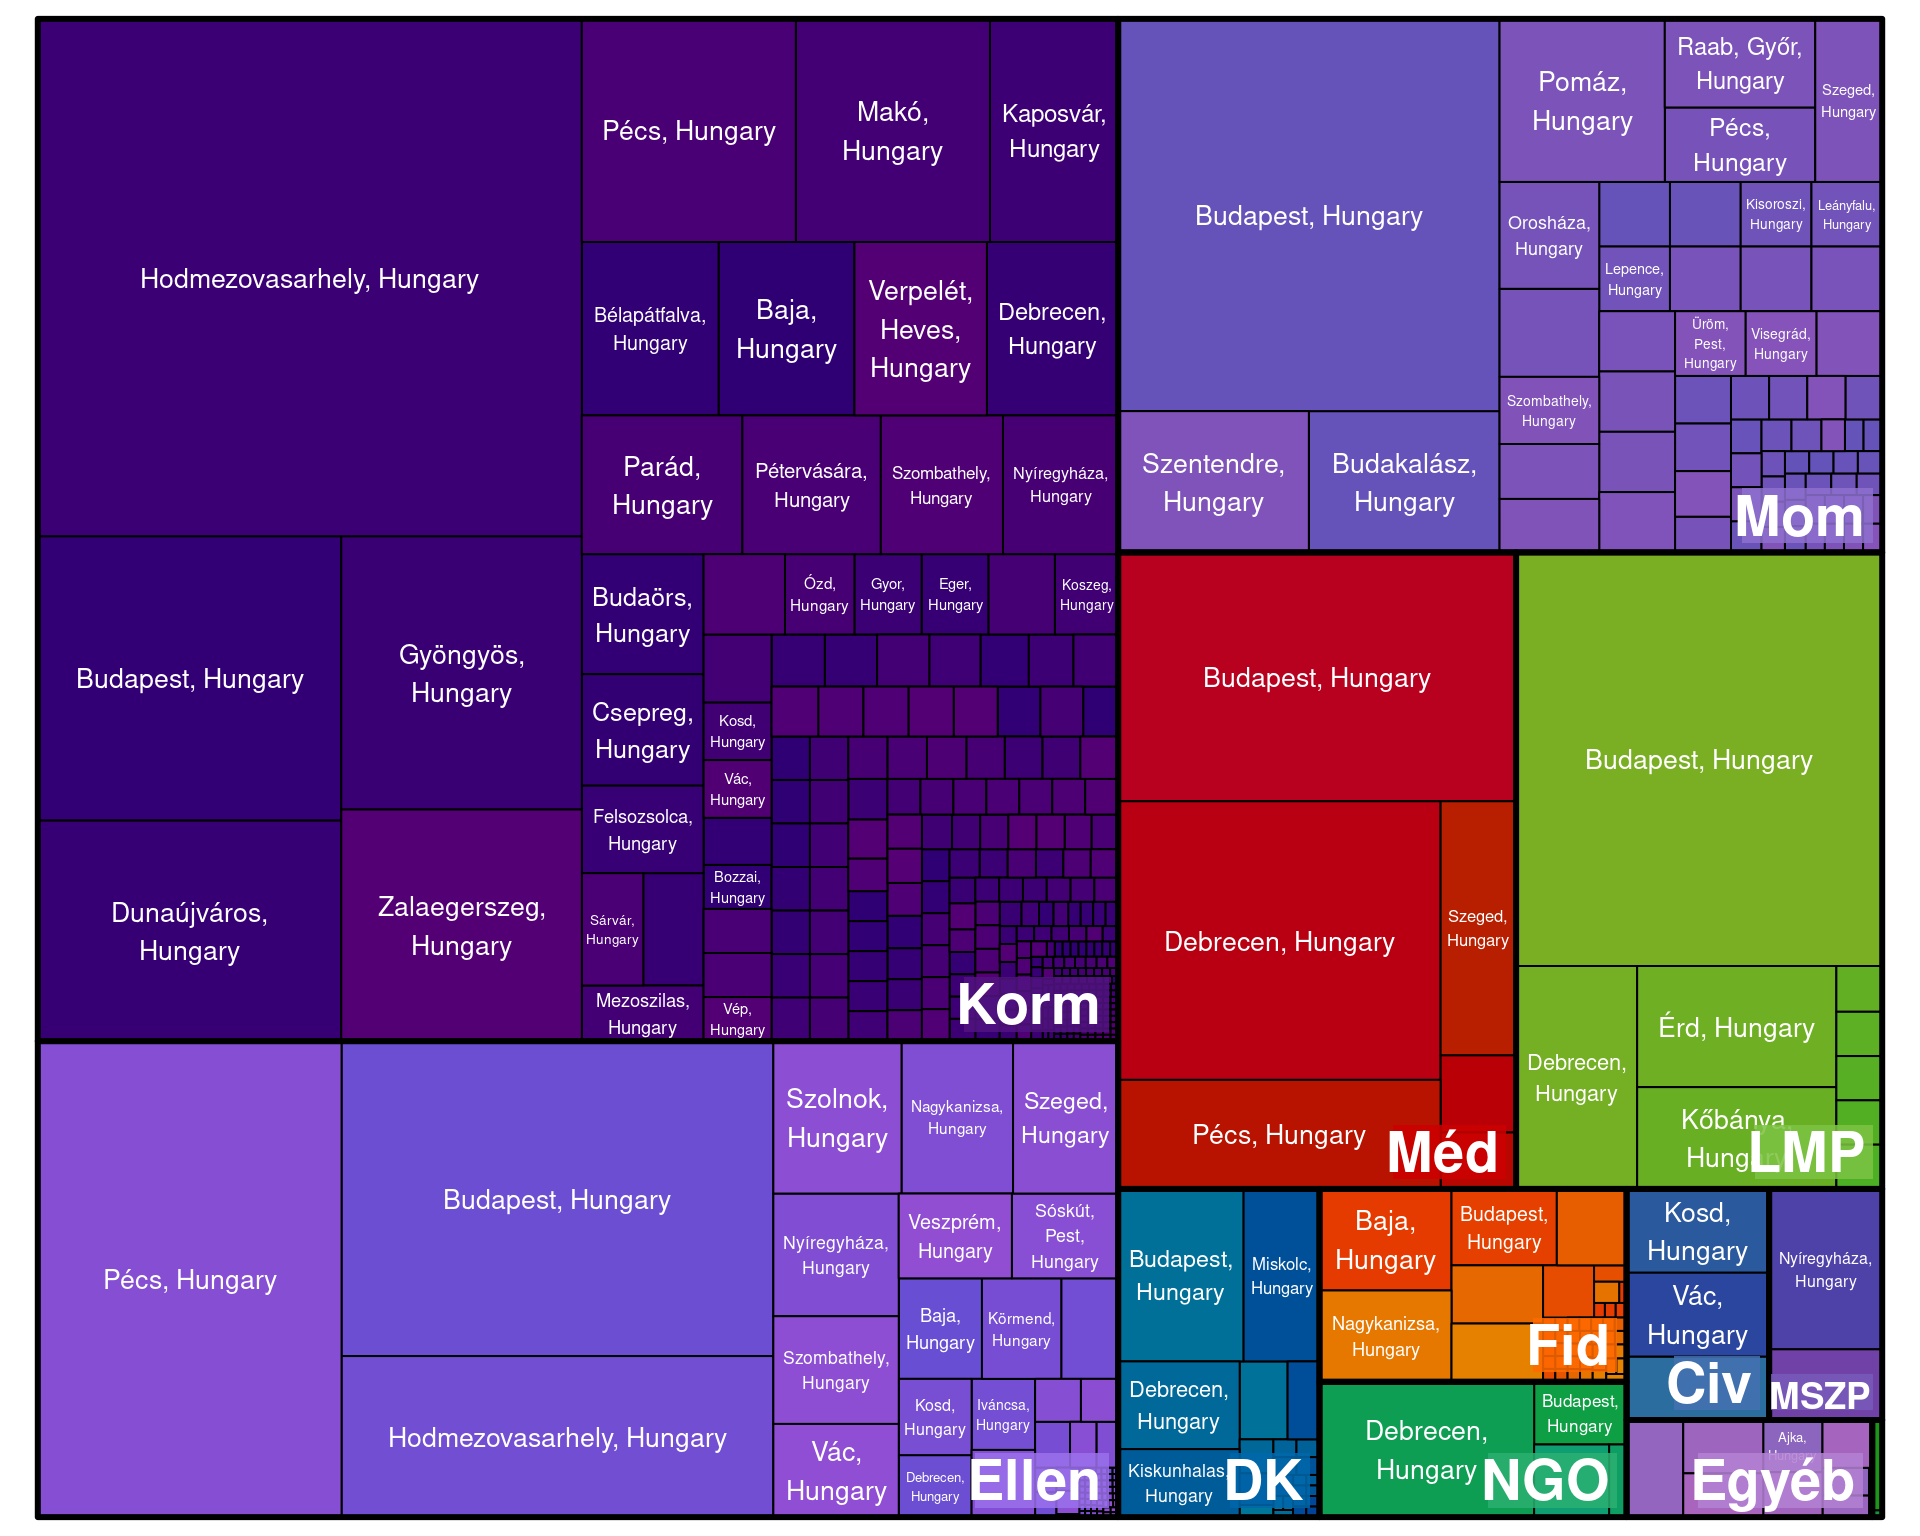 Hodmezovasarhely, Hungary
Pécs, Hungary
Makó,
Hungary
Kaposvár,
Hungary
Bélapátfalva,
Hungary
Baja,
Hungary
Verpelét,
Heves,
Hungary
Debrecen,
Hungary
Parád,
Hungary
Pétervására,
Hungary
Szombathely,
Hungary
Nyíregyháza,
Hungary
Budapest, Hungary
Gyöngyös,
Hungary
Dunaújváros,
Hungary
Zalaegerszeg,
Hungary
Budaörs,
Hungary
Csepreg,
Hungary
Felsozsolca,
Hungary
Sárvár,
Hungary
Mezoszilas,
Hungary
Ózd,
Hungary
Gyor,
Hungary
Eger,
Hungary
Koszeg,
Hungary
Kosd,
Hungary
Vác,
Hungary
Bozzai,
Hungary
Vép,
Hungary
Korm
Budapest, Hungary
Szentendre,
Hungary
Budakalász,
Hungary
Pomáz,
Hungary
Raab, Győr,
Hungary
Pécs,
Hungary
Szeged,
Hungary
Orosháza,
Hungary
Kisoroszi,
Hungary
Leányfalu,
Hungary
Lepence,
Hungary
Üröm,
Pest,
Hungary
Visegrád,
Hungary
Szombathely,
Hungary
Mom
Budapest, Hungary
Debrecen, Hungary
Szeged,
Hungary
Pécs, Hungary
Méd
Budapest, Hungary
Debrecen,
Hungary
Érd, Hungary
Kőbánya,
Hungary
LMP
Pécs, Hungary
Budapest, Hungary
Hodmezovasarhely, Hungary
Szolnok,
Hungary
Nagykanizsa,
Hungary
Szeged,
Hungary
Nyíregyháza,
Hungary
Veszprém,
Hungary
Sóskút,
Pest,
Hungary
Baja,
Hungary
Körmend,
Hungary
Szombathely,
Hungary
Kosd,
Hungary
Iváncsa,
Hungary
Vác,
Hungary
Debrecen,
Hungary
Ellen
Budapest,
Hungary
Miskolc,
Hungary
Debrecen,
Hungary
Kiskunhalas,
Hungary
DK
Baja,
Hungary
Budapest,
Hungary
Nagykanizsa,
Hungary
Fid
Debrecen,
Hungary
Budapest,
Hungary
NGO
Kosd,
Hungary
Vác,
Hungary
Civ
Nyíregyháza,
Hungary
MSZP
Ajka,
Hungary
Egyéb